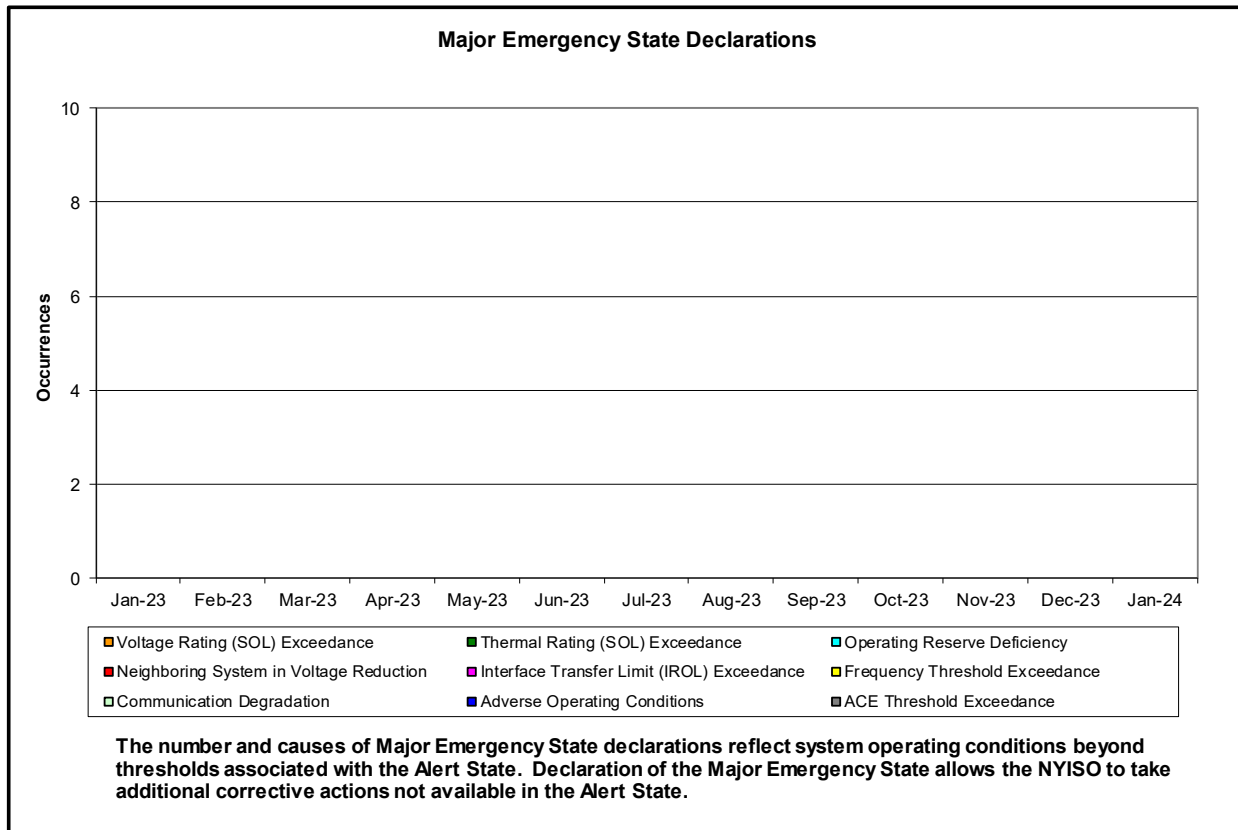 Major Emergency State Declarations
10
8
6
4
2
0
Occurrences
Jan-23 Feb-23 Mar-23 Apr-23 May-23 Jun-23 Jul-23 Aug-23 Sep-23 Oct-23 Nov-23 Dec-23 Jan-24
Voltage Rating (SOL) Exceedance Thermal Rating (SOL) Exceedance Operating Reserve Deficiency
Neighboring System in Voltage Reduction Interface Transfer Limit (IROL) Exceedance Frequency Threshold Exceedance
Communication Degradation Adverse Operating Conditions ACE Threshold Exceedance
The number and causes of Major Emergency State declarations reflect system operating conditions beyond
thresholds associated with the Alert State. Declaration of the Major Emergency State allows the NYISO to take
additional corrective actions not available in the Alert State.